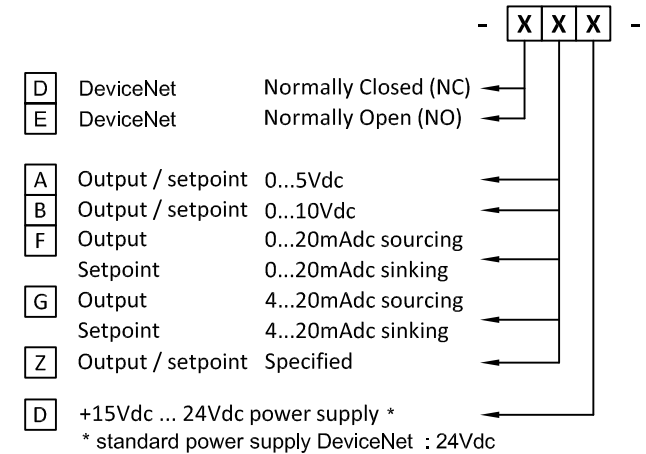 - X X X -
D DeviceNet Normally Closed (NC)
E DeviceNet Normally Open (NO)
A Output / setpoint 0...5Vdc
B Output / setpoint 0...10Vdc
F Output 0...20mAdc sourcing
Setpoint 0...20mAdc sinking
G Output 4...20mAdc sourcing
Setpoint 4...20mAdc sinking
Z Output / setpoint Specified
D +15Vdc ... 24Vdc power supply *
* standard power supply DeviceNet : 24Vdc